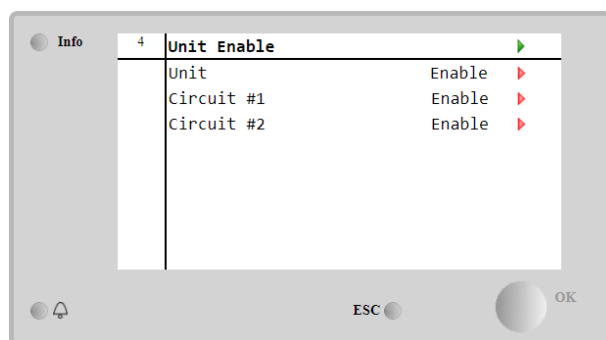 Info
4 Unit Enable
Unit Enable
Circuit #1 Enable
Circuit #2 Enable
ESC
OK